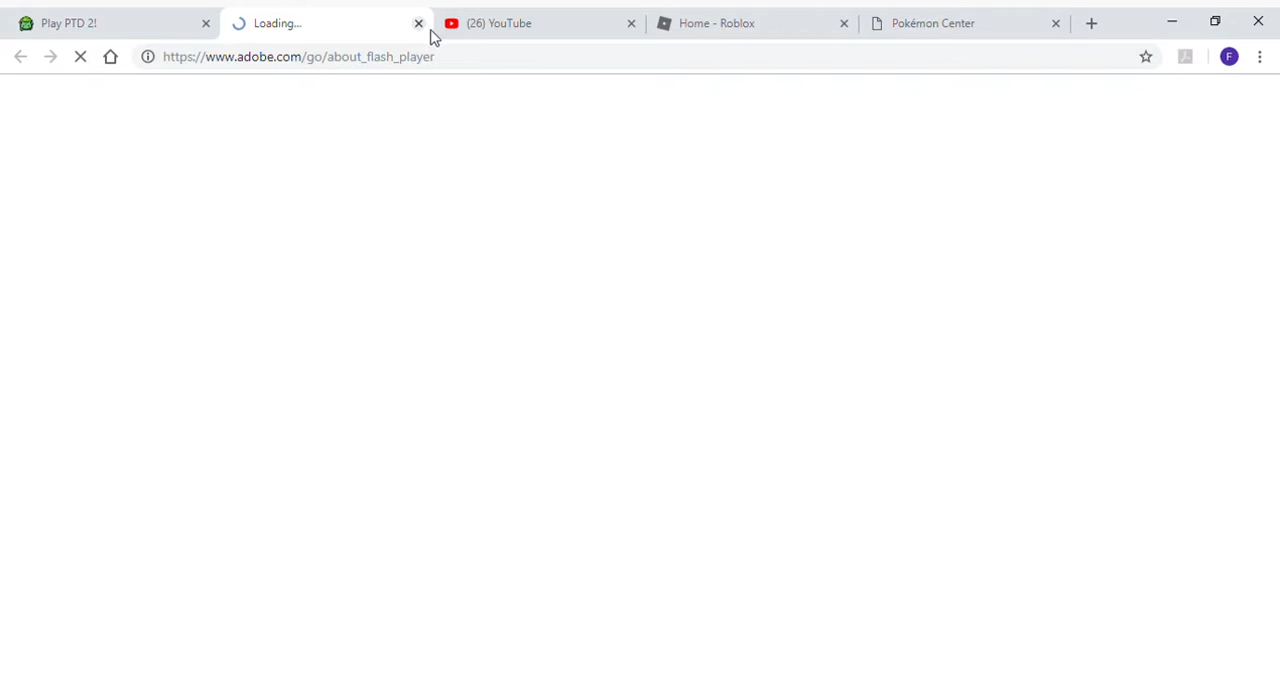 Play PTD 2!
Loading...
(26) YouTube
Home - Roblox
Pokémon Center
https://www.adobe.com/go/about_flash_player
F